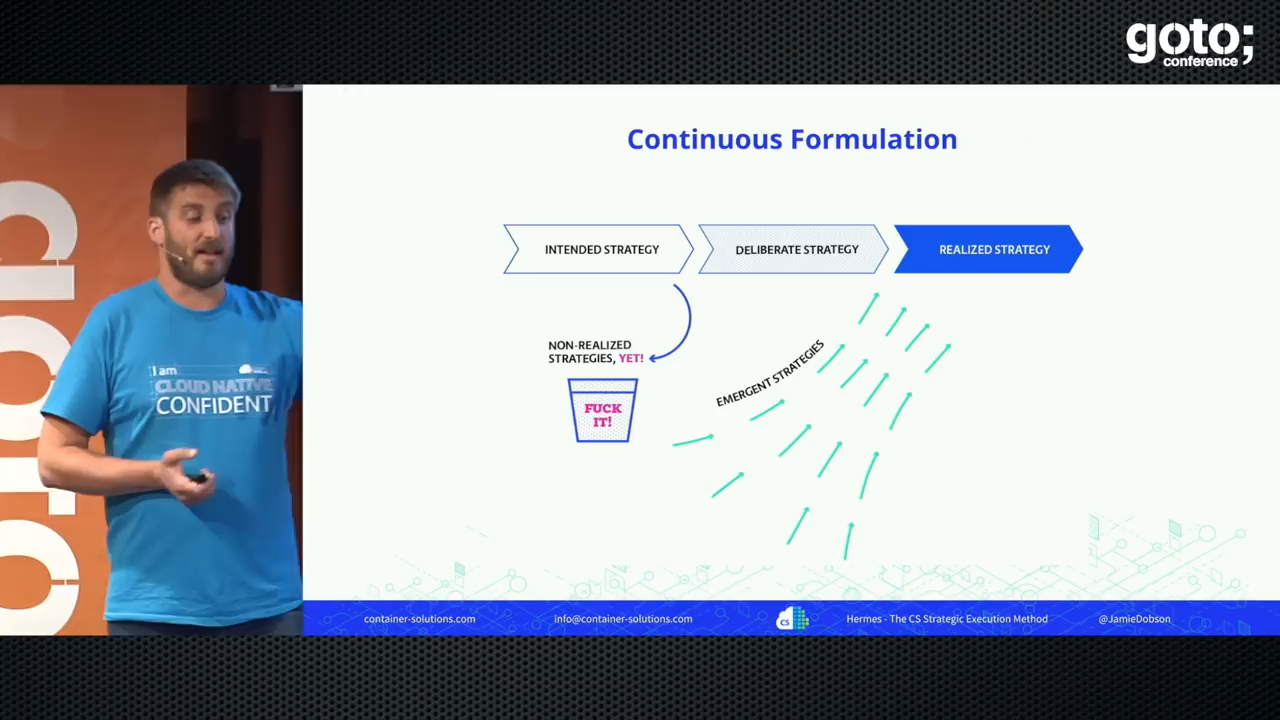 goto;
conference
Continuous Formulation
INTENDED STRATEGY
DELIBERATE STRATEGY
REALIZED STRATEGY
NON-REALIZED
STRATEGIES, YET!
FUCK
IT!
EMERGENT STRATEGIES
I am
CLOUD NATIVE
CONFIDENT
container-solutions.com
info@container-solutions.com
CS
Hermes - The CS Strategic Execution Method
@JamieDobson